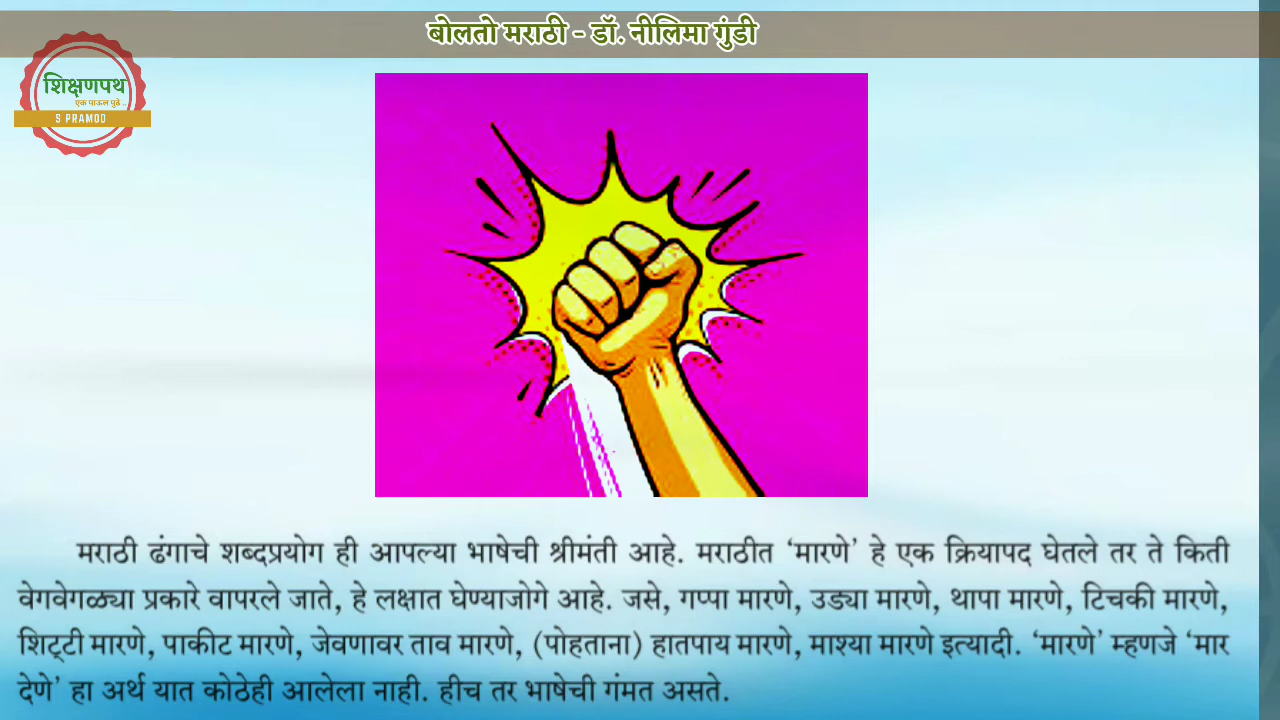 बोलतो मराठी - डॉ. नीलिमा गुंडी
शिक्षणपथ
एक पाऊल पुढे ..
S PRAMOD
मराठी ढंगाचे शब्दप्रयोग ही आपल्या भाषेची श्रीमंती आहे. मराठीत ‘मारणे’ हे एक क्रियापद घेतले तर ते किती
वेगवेगळ्या प्रकारे वापरले जाते, हे लक्षात घेण्याजोगे आहे. जसे, गप्पा मारणे, उड्या मारणे, थापा मारणे, टिचकी मारणे,
शिट्टी मारणे, पाकीट मारणे, जेवणावर ताव मारणे, (पोहताना) हातपाय मारणे, माश्या मारणे इत्यादी. ‘मारणे’ म्हणजे ‘मार
देणे’ हा अर्थ यात कोठेही आलेला नाही. हीच तर भाषेची गंमत असते.